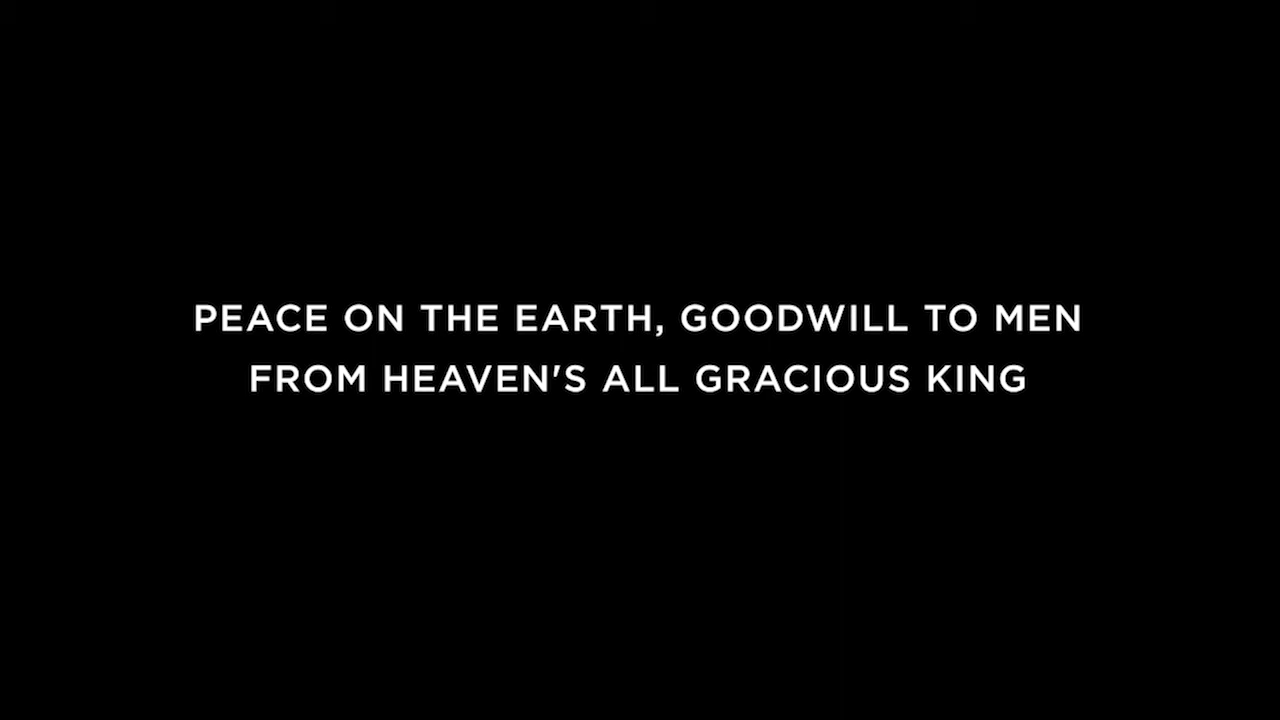 PEACE ON THE EARTH, GOODWILL TO MEN
FROM HEAVEN'S ALL GRACIOUS KING